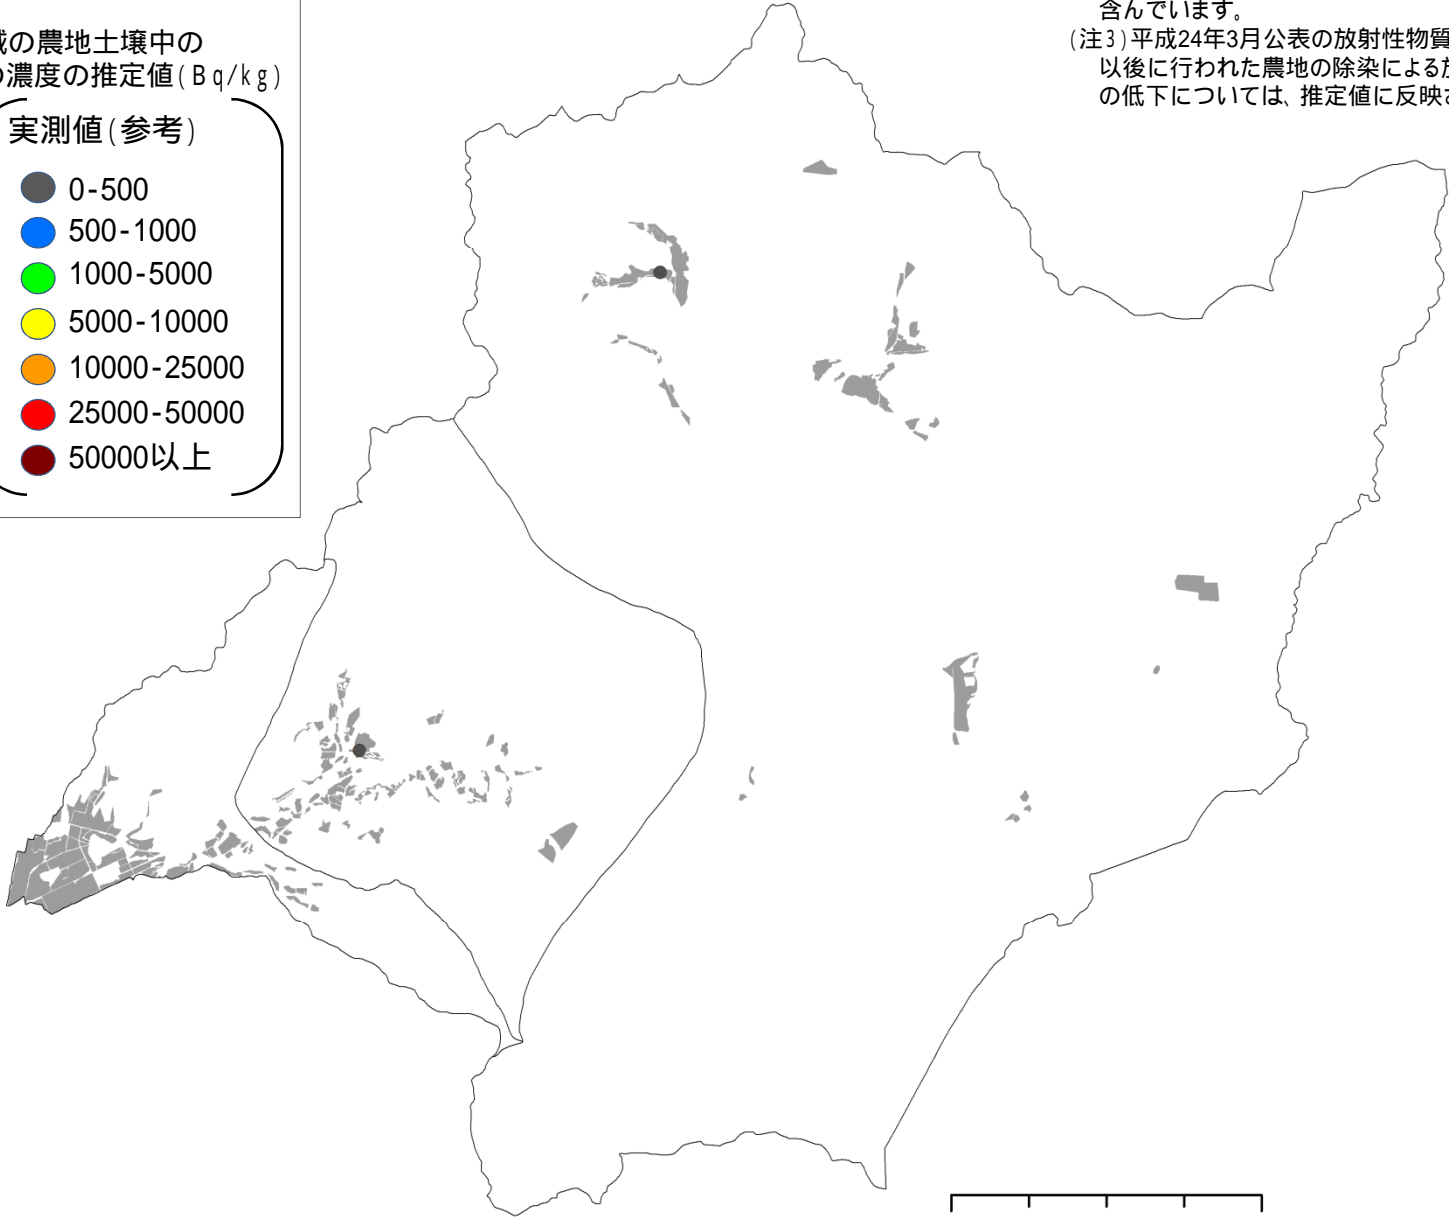 域の農地土壌中の
の濃度の推定値(Bq/kg)
実測値(参考)
0-500
500-1000
1000-5000
5000-10000
10000-25000
25000-50000
50000以上
含んでいます。
(注3)平成24年3月公表の放射性物質
以後に行われた農地の除染による放
の低下については、推定値に反映さ